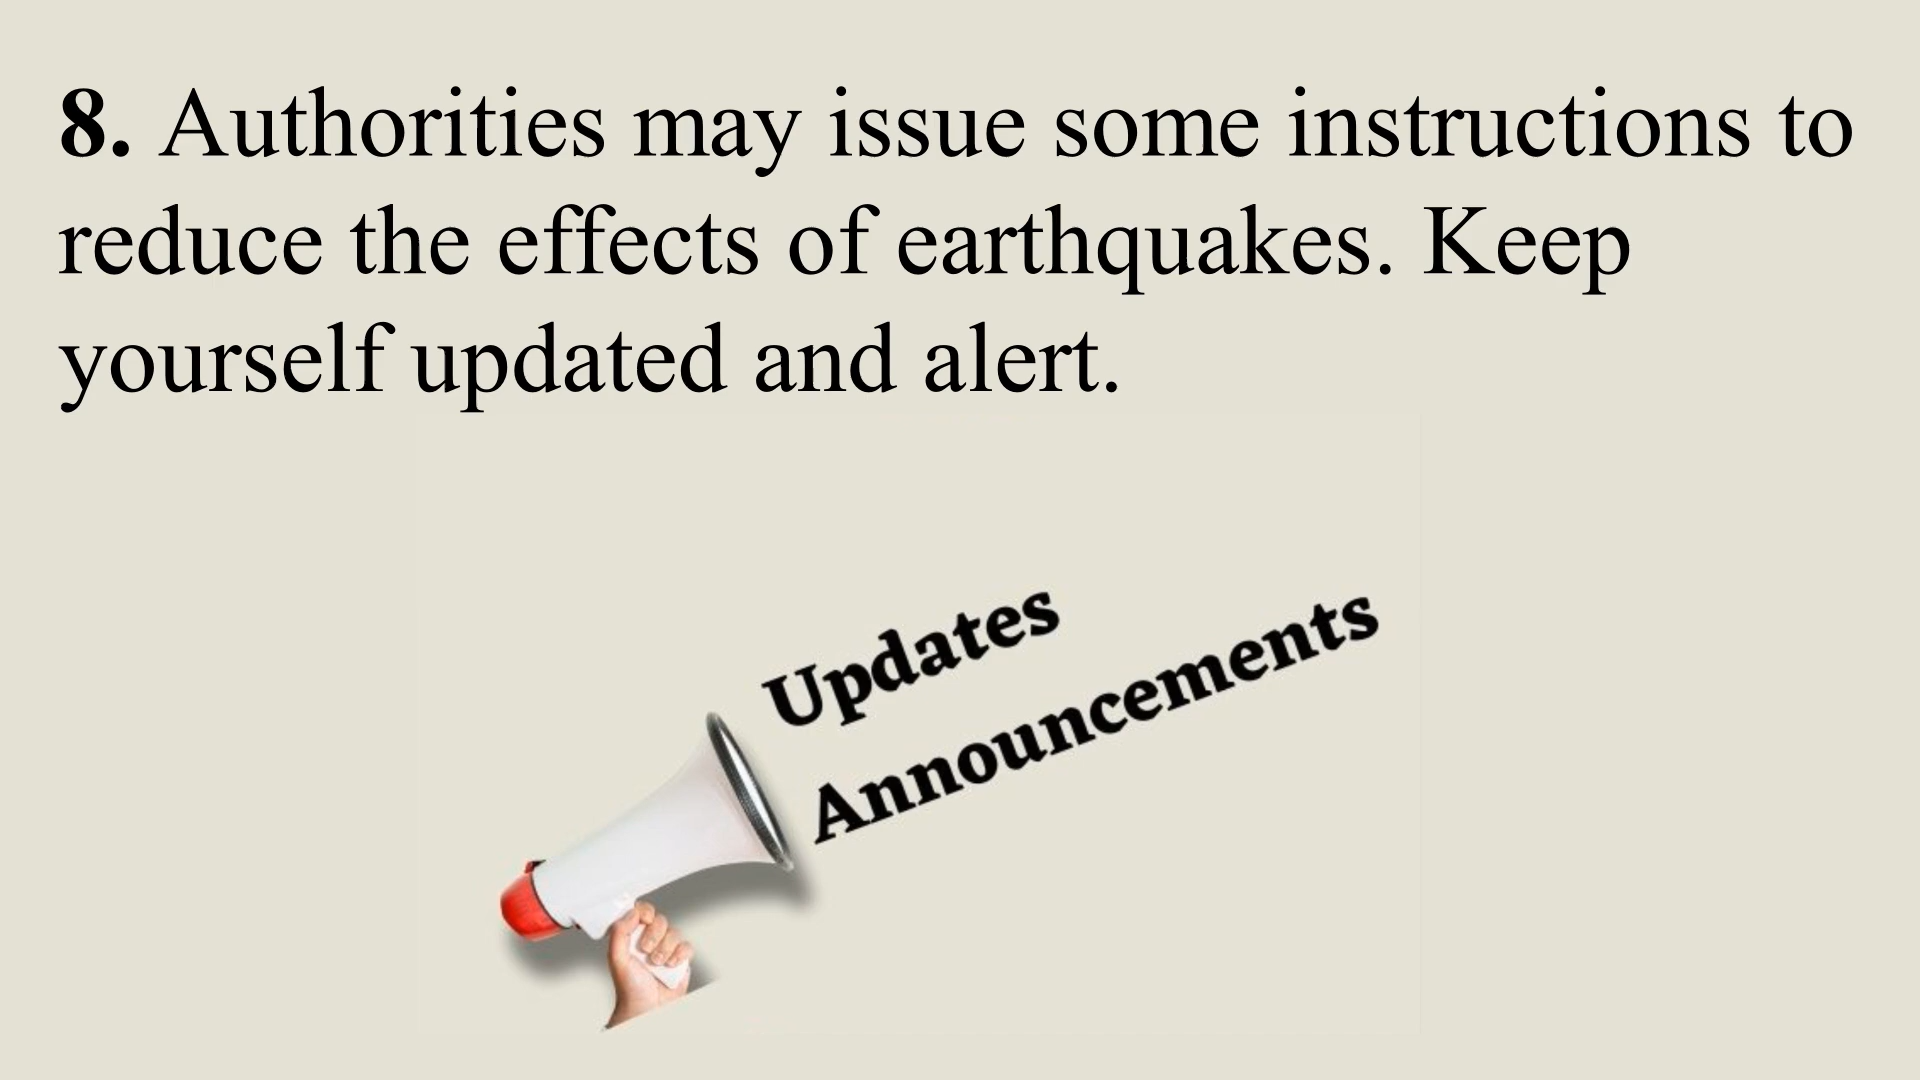 8. Authorities may issue some instructions to
reduce the effects of earthquakes. Keep
yourself updated and alert.
Updates
Announcements